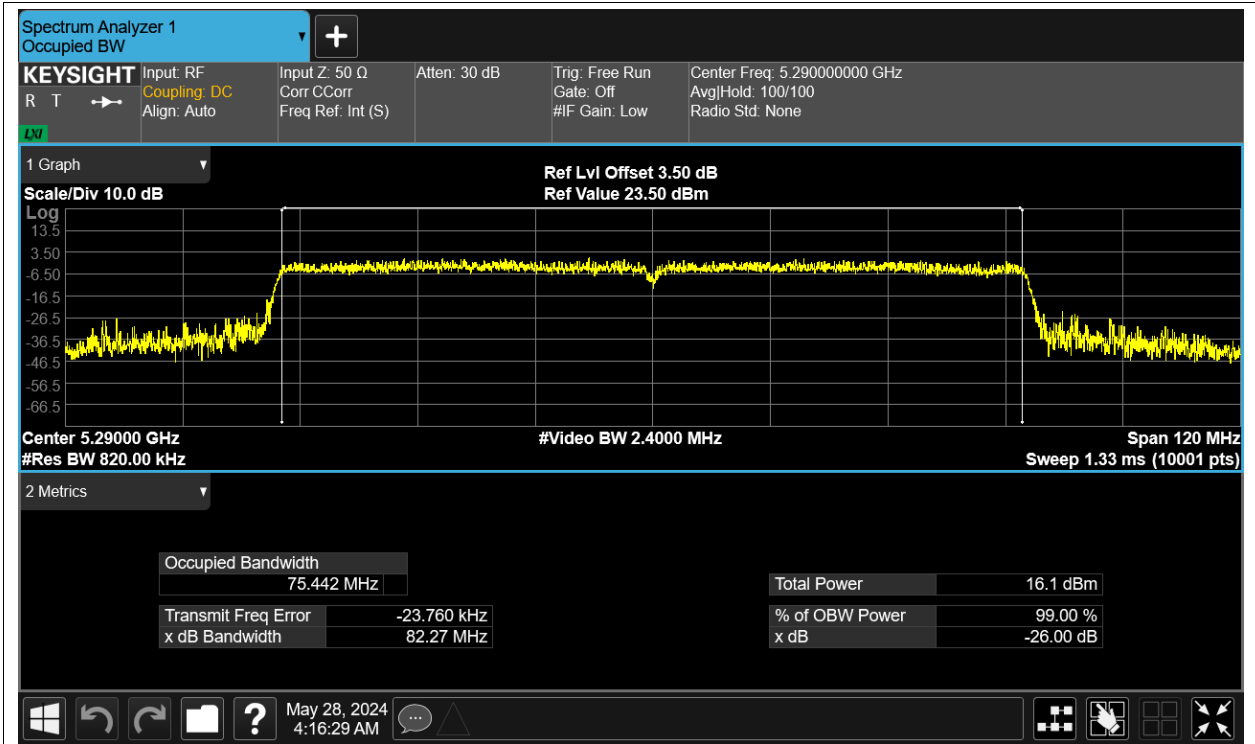 Spectrum Analyzer 1
Occupied BW
KEYSIGHT
R T
LXI
Input: RF
Coupling: DC
Align: Auto
Input Z: 50 Ω
Corr CCorr
Freq Ref: Int (S)
Atten: 30 dB
Trig: Free Run
Gate: Off
#IF Gain: Low
Center Freq: 5.290000000 GHz
Avg|Hold: 100/100
Radio Std: None
1 Graph
Scale/Div 10.0 dB
Ref Lvl Offset 3.50 dB
Ref Value 23.50 dBm
Log
13.5
3.50
-6.50
-16.5
-26.5
-36.5
-46.5
-56.5
-66.5
Center 5.29000 GHz
#Video BW 2.4000 MHz
Span 120 MHz
#Res BW 820.00 kHz
Sweep 1.33 ms (10001 pts)
2 Metrics
Occupied Bandwidth
75.442 MHz
Total Power 16.1 dBm
Transmit Freq Error -23.760 kHz
% of OBW Power 99.00 %
x dB Bandwidth 82.27 MHz
x dB -26.00 dB
?
May 28, 2024
4:16:29 AM